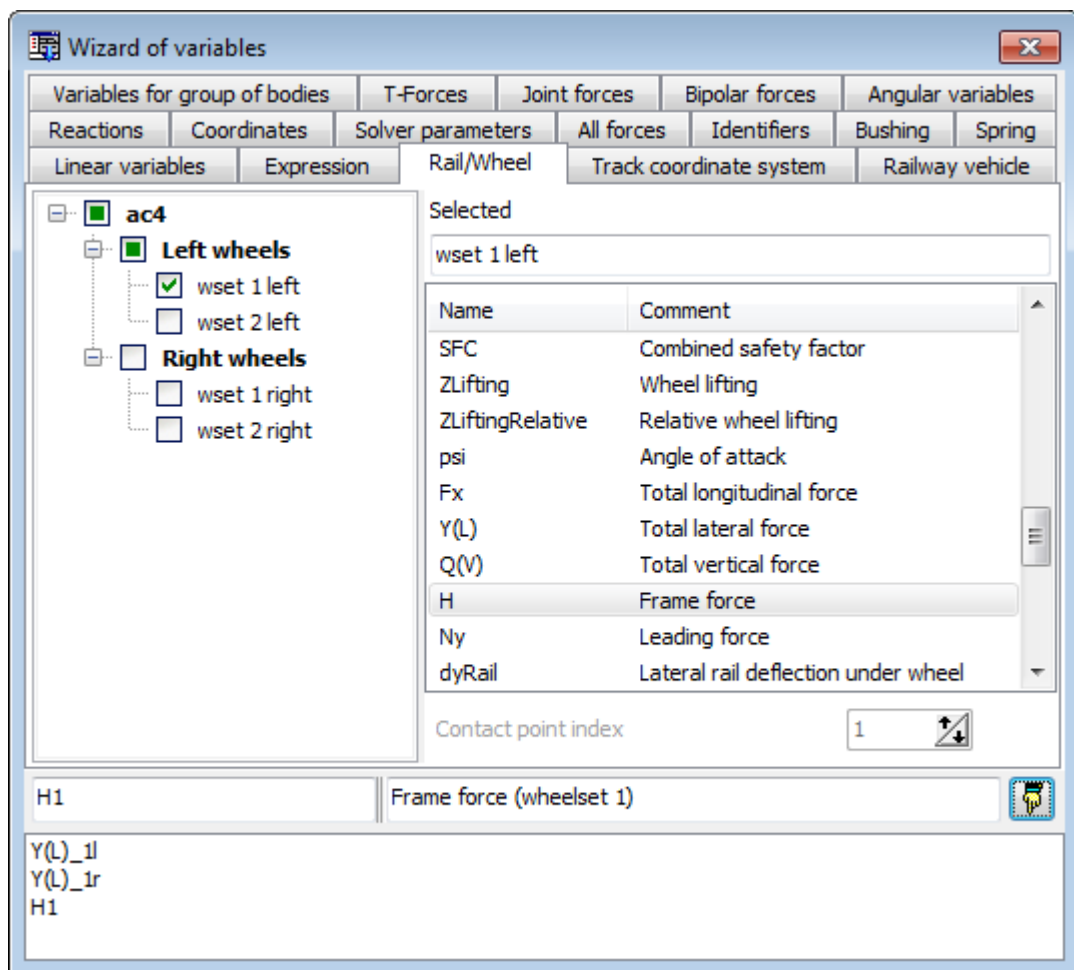 Wizard of variables
Variables for group of bodies T-Forces Joint forces Bipolar forces Angular variables
Reactions Coordinates Solver parameters All forces Identifiers Bushing Spring
Linear variables Expression Rail/Wheel Track coordinate system Railway vehicle
ac4
Left wheels
wset 1 left
wset 2 left
Right wheels
wset 1 right
wset 2 right
Selected
wset 1 left
Name Comment
SFC Combined safety factor
ZLifting Wheel lifting
ZLiftingRelative Relative wheel lifting
psi Angle of attack
Fx Total longitudinal force
Y(L) Total lateral force
Q(V) Total vertical force
H Frame force
Ny Leading force
dyRail Lateral rail deflection under wheel
Contact point index 1
H1 Frame force (wheelset 1)
Y(L)_1l
Y(L)_1r
H1